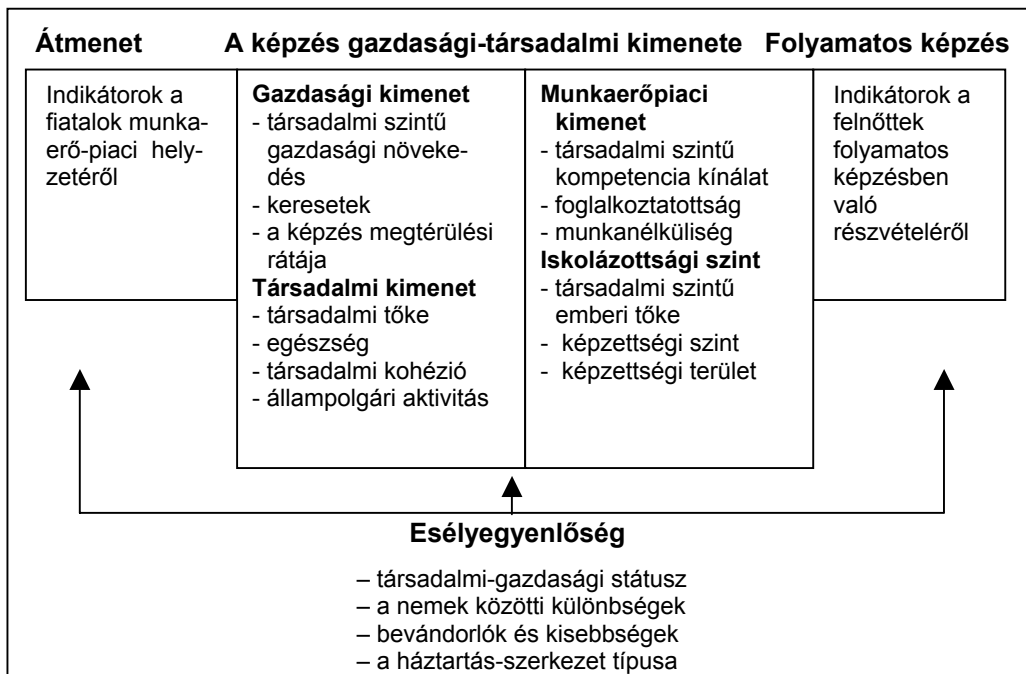 Átmenet
A képzés gazdasági-társadalmi kimenete
Folyamatos képzés
Indikátorok a
fiatalok munka-
erő-piaci hely-
zetéről
Gazdasági kimenet
- társadalmi szintű
gazdasági növeke-
dés
- keresetek
- a képzés megtérülési
rátája
Társadalmi kimenet
- társadalmi tőke
- egészség
- társadalmi kohézió
- állampolgári aktivitás
Munkaerőpiaci
kimenet
- társadalmi szintű
kompetencia kínálat
- foglalkoztatottság
- munkanélküliség
Iskolázottsági szint
- társadalmi szintű
emberi tőke
- képzettségi szint
- képzettségi terület
Indikátorok a
felnőttek
folyamatos
képzésben
való
részvételéről
Esélyegyenlőség
– társadalmi-gazdasági státusz
– a nemek közötti különbségek
– bevándorlók és kisebbségek
– a háztartás-szerkezet típusa